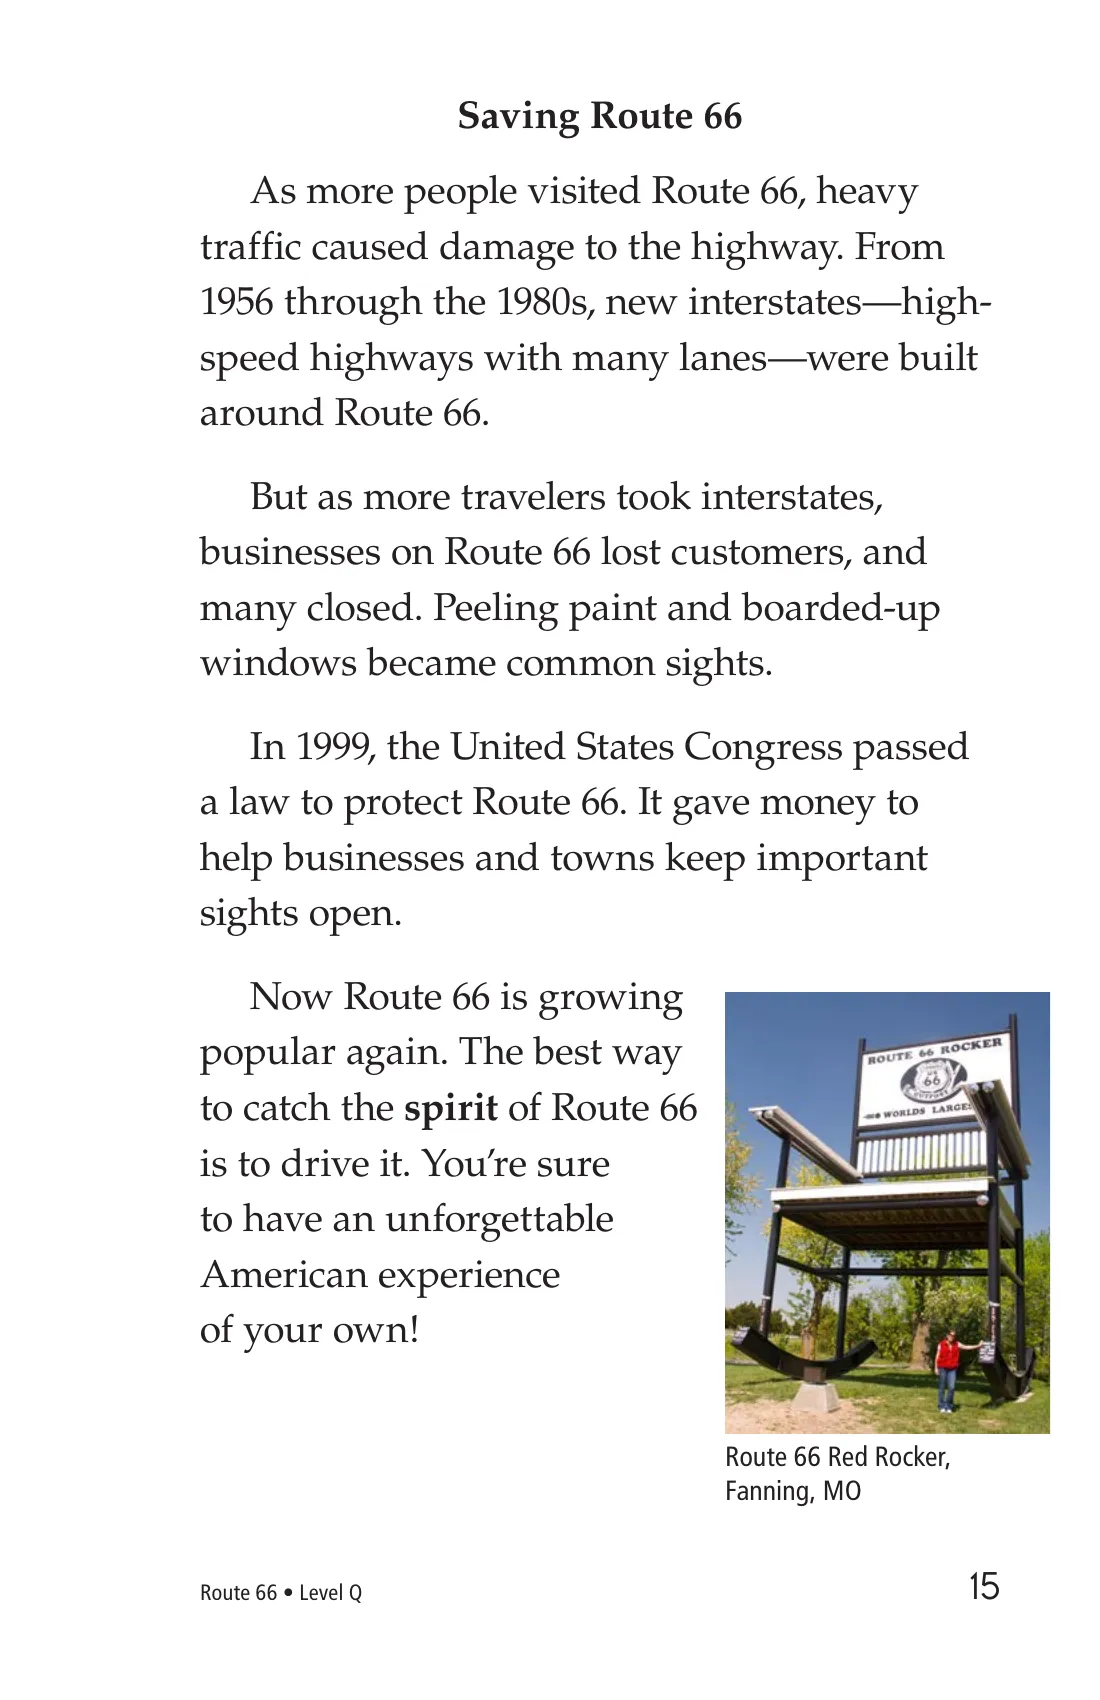 Saving Route 66
As more people visited Route 66, heavy
traffic caused damage to the highway. From
1956 through the 1980s, new interstates—high-
speed highways with many lanes—were built
around Route 66.
But as more travelers took interstates,
businesses on Route 66 lost customers, and
many closed. Peeling paint and boarded-up
windows became common sights.
In 1999, the United States Congress passed
a law to protect Route 66. It gave money to
help businesses and towns keep important
sights open.
Now Route 66 is growing
popular again. The best way
to catch the spirit of Route 66
is to drive it. You’re sure
to have an unforgettable
American experience
of your own!
ROUTE 66 ROCKER
66
WORLDS LARGES
Route 66 Red Rocker,
Fanning, MO
Route 66 • Level Q
15